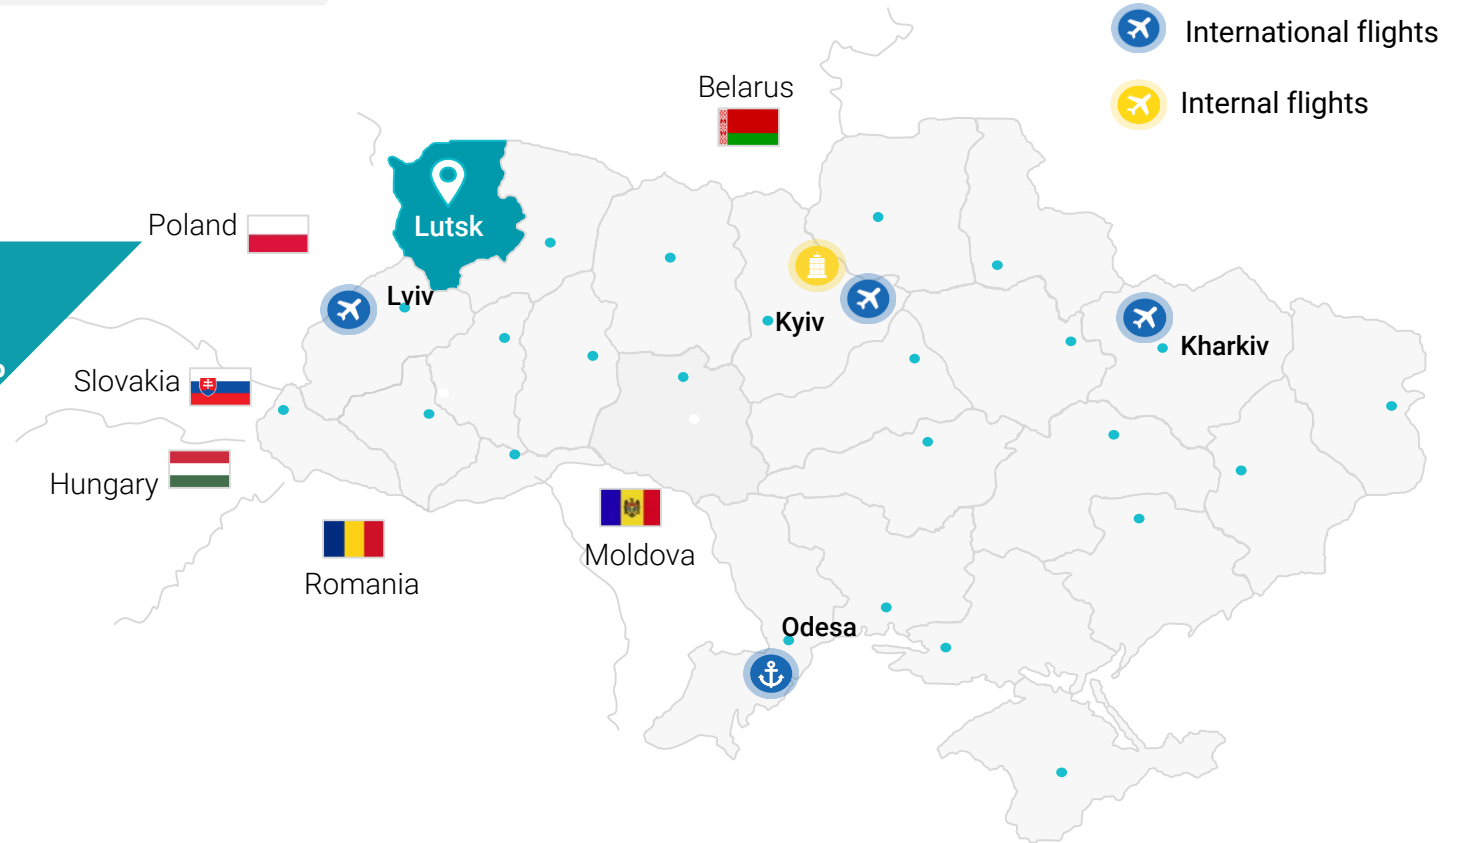 International flights
Belarus
Internal flights
Poland
Lutsk
Lviv
Kyiv
Kharkiv
Slovakia
Hungary
Moldova
Romania
Odesa